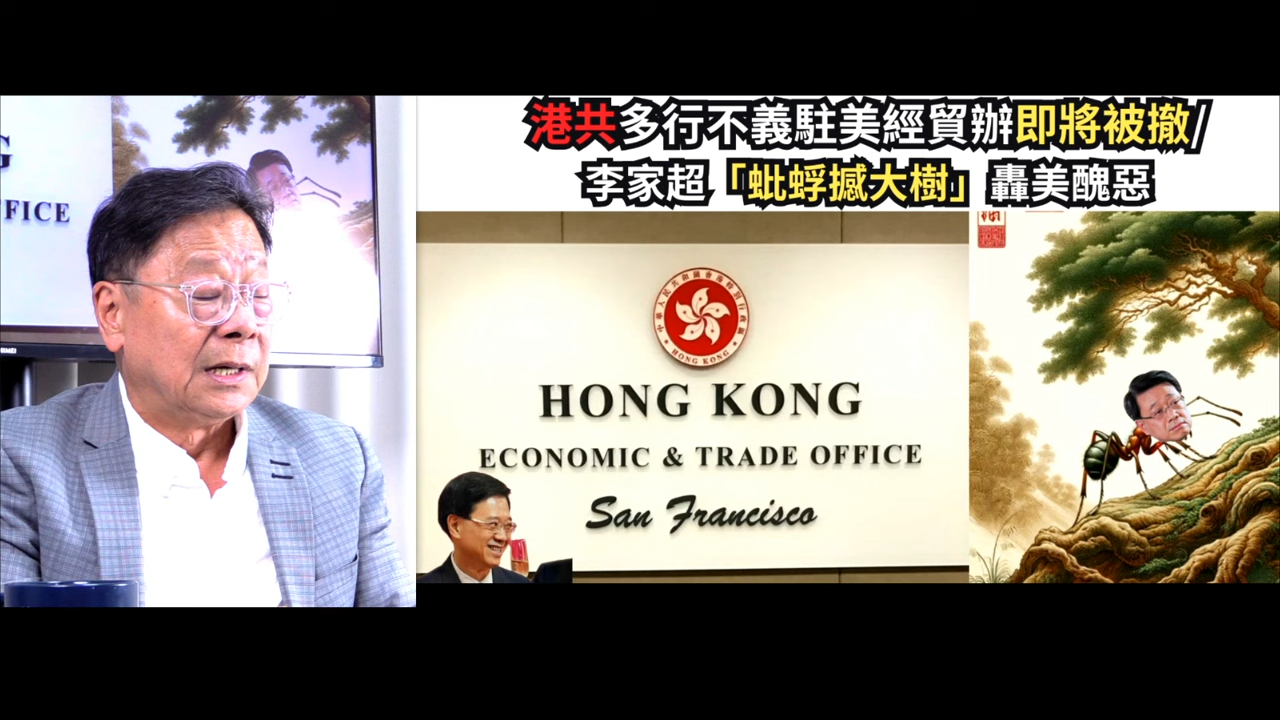 港共多行不義駐美經貿辦即將被撤/
李家超「蚍蜉撼大樹」轟美醜惡
G
FFICE
HONG KONG
HONG KONG
ECONOMIC & TRADE OFFICE
San Francisco